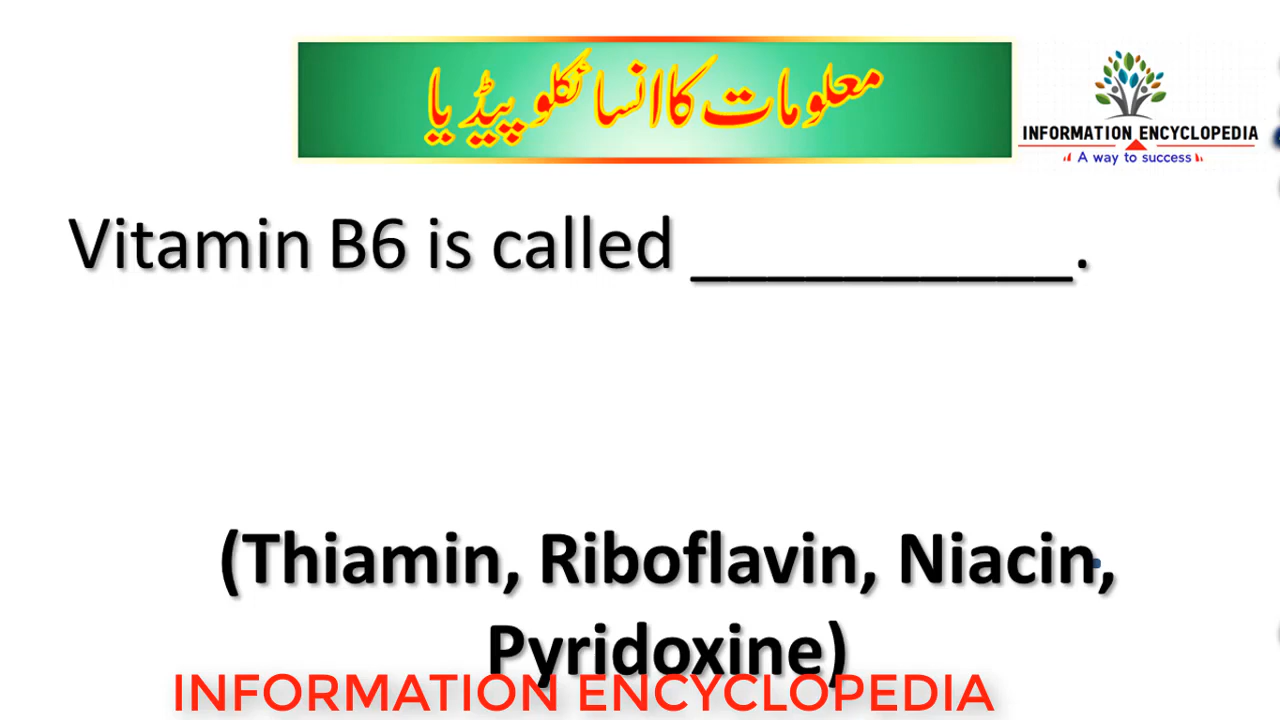 معلومات کا انسائکلوپیڈیا
INFORMATION ENCYCLOPEDIA
A way to success
Vitamin B6 is called ___________.
(Thiamin, Riboflavin, Niacin,
Pyridoxine)
INFORMATION ENCYCLOPEDIA